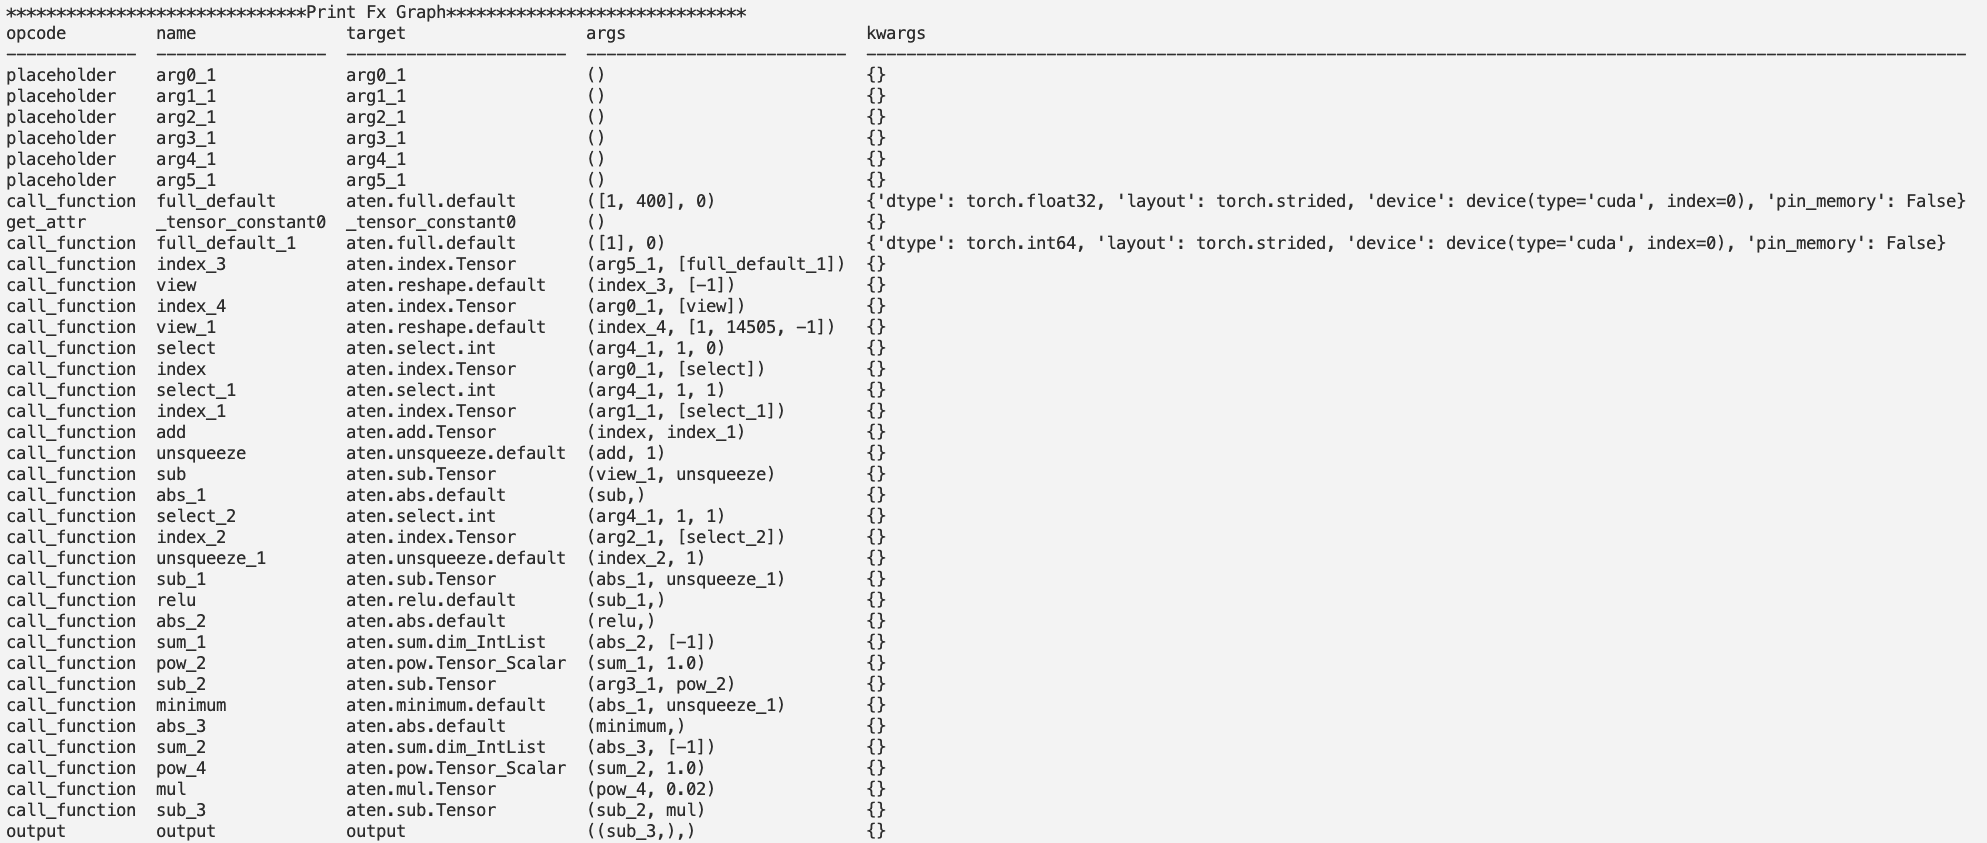 ******************************Print Fx Graph******************************
opcode         name               target                   args                        kwargs
-------------  -----------------  ----------------------  --------------------------  --------------------------------------------------------------------------------------------------------------
placeholder    arg0_1             arg0_1                  ()                          {}
placeholder    arg1_1             arg1_1                  ()                          {}
placeholder    arg2_1             arg2_1                  ()                          {}
placeholder    arg3_1             arg3_1                  ()                          {}
placeholder    arg4_1             arg4_1                  ()                          {}
placeholder    arg5_1             arg5_1                  ()                          {}
call_function  full_default       aten.full.default       ([1, 400], 0)               {'dtype': torch.float32, 'layout': torch.strided, 'device': device(type='cuda', index=0), 'pin_memory': False}
get_attr       _tensor_constant0  _tensor_constant0       ()                          {}
call_function  full_default_1     aten.full.default       ([1], 0)                    {'dtype': torch.int64, 'layout': torch.strided, 'device': device(type='cuda', index=0), 'pin_memory': False}
call_function  index_3            aten.index.Tensor       (arg5_1, [full_default_1])  {}
call_function  view               aten.reshape.default    (index_3, [-1])             {}
call_function  index_4            aten.index.Tensor       (arg0_1, [view])            {}
call_function  view_1             aten.reshape.default    (index_4, [1, 14505, -1])   {}
call_function  select             aten.select.int         (arg4_1, 1, 0)              {}
call_function  index              aten.index.Tensor       (arg0_1, [select])          {}
call_function  select_1           aten.select.int         (arg4_1, 1, 1)              {}
call_function  index_1            aten.index.Tensor       (arg1_1, [select_1])        {}
call_function  add                aten.add.Tensor         (index, index_1)            {}
call_function  unsqueeze          aten.unsqueeze.default  (add, 1)                    {}
call_function  sub                aten.sub.Tensor         (view_1, unsqueeze)         {}
call_function  abs_1              aten.abs.default        (sub,)                      {}
call_function  select_2           aten.select.int         (arg4_1, 1, 1)              {}
call_function  index_2            aten.index.Tensor       (arg2_1, [select_2])        {}
call_function  unsqueeze_1        aten.unsqueeze.default  (index_2, 1)                {}
call_function  sub_1              aten.sub.Tensor         (abs_1, unsqueeze_1)        {}
call_function  relu               aten.relu.default       (sub_1,)                    {}
call_function  abs_2              aten.abs.default        (relu,)                     {}
call_function  sum_1              aten.sum.dim_IntList    (abs_2, [-1])               {}
call_function  pow_2              aten.pow.Tensor_Scalar  (sum_1, 1.0)                {}
call_function  sub_2              aten.sub.Tensor         (arg3_1, pow_2)             {}
call_function  minimum            aten.minimum.default    (abs_1, unsqueeze_1)        {}
call_function  abs_3              aten.abs.default        (minimum,)                  {}
call_function  sum_2              aten.sum.dim_IntList    (abs_3, [-1])               {}
call_function  pow_4              aten.pow.Tensor_Scalar  (sum_2, 1.0)                {}
call_function  mul                aten.mul.Tensor         (pow_4, 0.02)               {}
call_function  sub_3              aten.sub.Tensor         (sub_2, mul)                {}
output         output             output                  ((sub_3,),)                 {}